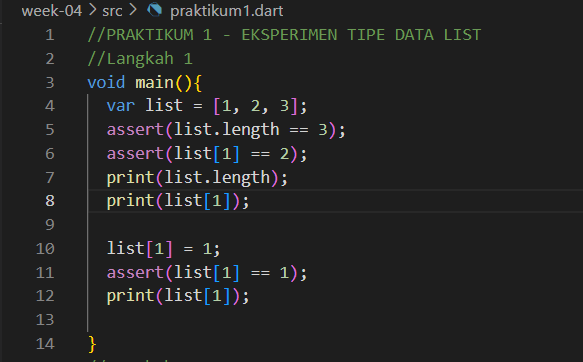 week-04 > src > praktikum1.dart
1 //PRAKTIKUM 1 - EKSPERIMEN TIPE DATA LIST
2 //Langkah 1
3 void main(){
4 var list = [1, 2, 3];
5 assert(list.length == 3);
6 assert(list[1] == 2);
7 print(list.length);
8 print(list[1]);
9
10 list[1] = 1;
11 assert(list[1] == 1);
12 print(list[1]);
13
14 }